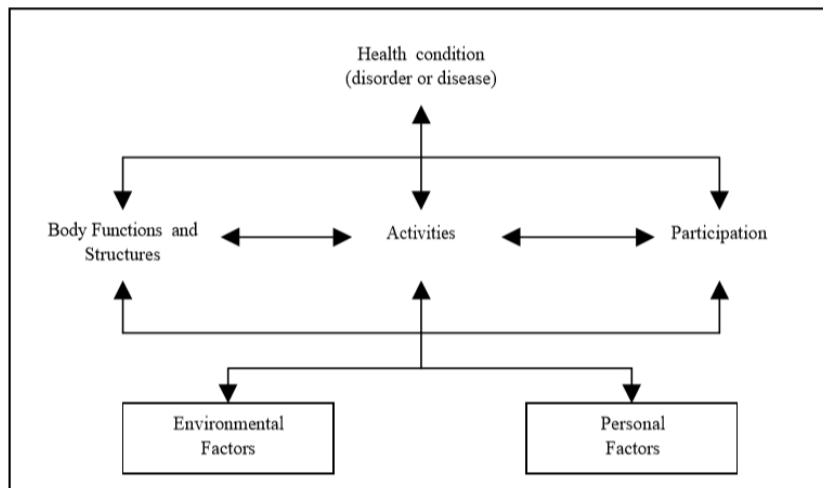 Health condition
(disorder or disease)
Body Functions and
Structures
Activities
Participation
Environmental
Factors
Personal
Factors